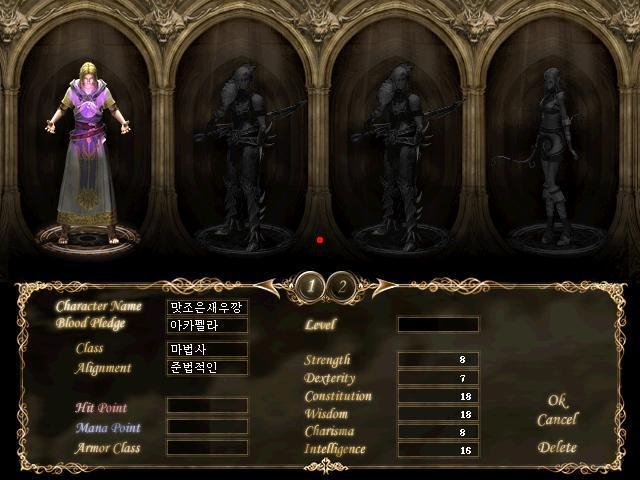 1 2
Character Name 맛조은새우깡
Blood Pledge 아카펠라
Level
Class 마법사
Alignment 준법적인
Strength 8
Dexterity 7
Constitution 18
Wisdom 18
Charisma 8
Intelligence 16
Hit Point
Mana Point
Armor Class
Ok
Cancel
Delete